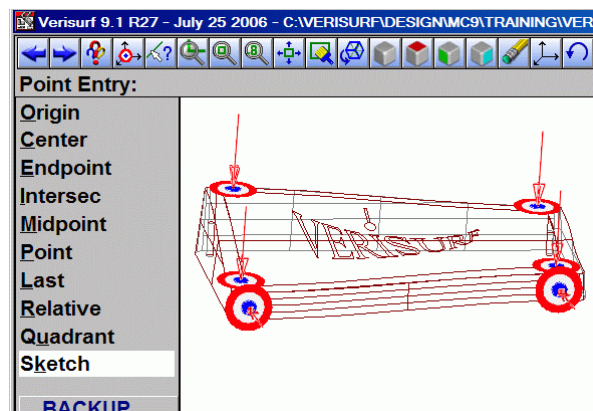 Verisurf 9.1 R27 - July 25 2006 - C:\VERISURF\DESIGN\MC9\TRAINING\VER
Point Entry:
Origin
Center
Endpoint
Intersec
Midpoint
Point
Last
Relative
Quadrant
Sketch
BACKUP
VERISURF